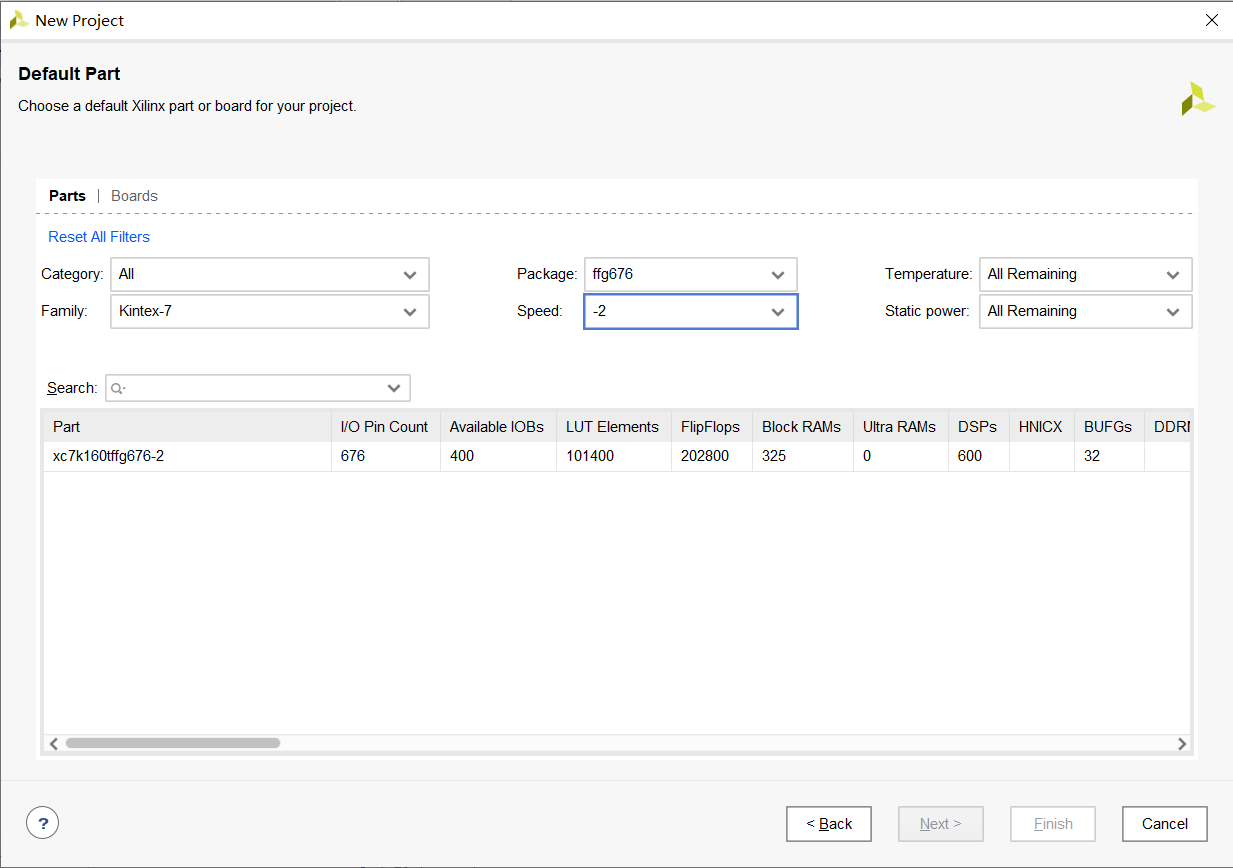 New Project
Default Part
Choose a default Xilinx part or board for your project.
Parts | Boards
Reset All Filters
Category: All Package: ffg676 Temperature: All Remaining
Family: Kintex-7 Speed: -2 Static power: All Remaining
Search:
Part I/O Pin Count Available IOBs LUT Elements FlipFlops Block RAMs Ultra RAMs DSPs HNICX BUFGs
xc7k160tffg676-2 676 400 101400 202800 325 0 600 32
? < Back Next > Finish Cancel